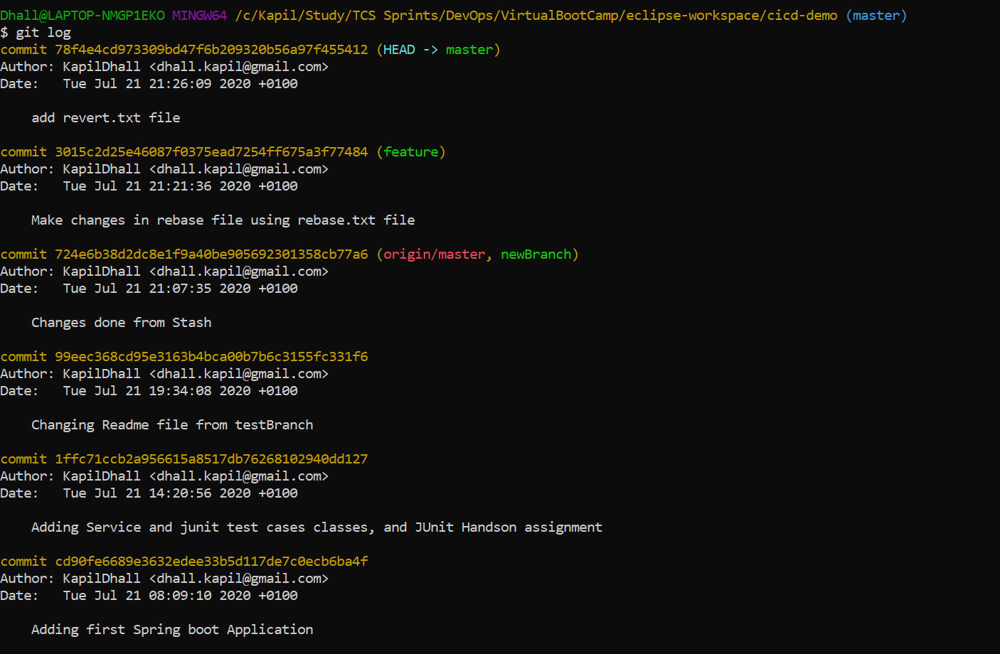 Dhall@LAPTOP-NMGP1EKO MINGW64 /c/Kapil/Study/TCS Sprints/DevOps/VirtualBootCamp/eclipse-workspace/cicd-demo (master)
$ git log
commit 78f4e4cd973309bd47f6b209320b56a97f455412 (HEAD -> master)
Author: KapilDhall <dhall.kapil@gmail.com>
Date:   Tue Jul 21 21:26:09 2020 +0100
    add revert.txt file
commit 3015c2d25e46087f0375ead7254ff675a3f77484 (feature)
Author: KapilDhall <dhall.kapil@gmail.com>
Date:   Tue Jul 21 21:21:36 2020 +0100
    Make changes in rebase file using rebase.txt file
commit 724e6b38d2dc8e1f9a40be905692301358cb77a6 (origin/master, newBranch)
Author: KapilDhall <dhall.kapil@gmail.com>
Date:   Tue Jul 21 21:07:35 2020 +0100
    Changes done from Stash
commit 99eec368cd95e3163b4bca00b7b6c3155fc331f6
Author: KapilDhall <dhall.kapil@gmail.com>
Date:   Tue Jul 21 19:34:08 2020 +0100
    Changing Readme file from testBranch
commit 1ffc71ccb2a956615a8517db76268102940dd127
Author: KapilDhall <dhall.kapil@gmail.com>
Date:   Tue Jul 21 14:20:56 2020 +0100
    Adding Service and junit test cases classes, and JUnit Handson assignment
commit cd90fe6689e3632edee33b5d117de7c0ecb6ba4f
Author: KapilDhall <dhall.kapil@gmail.com>
Date:   Tue Jul 21 08:09:10 2020 +0100
    Adding first Spring boot Application